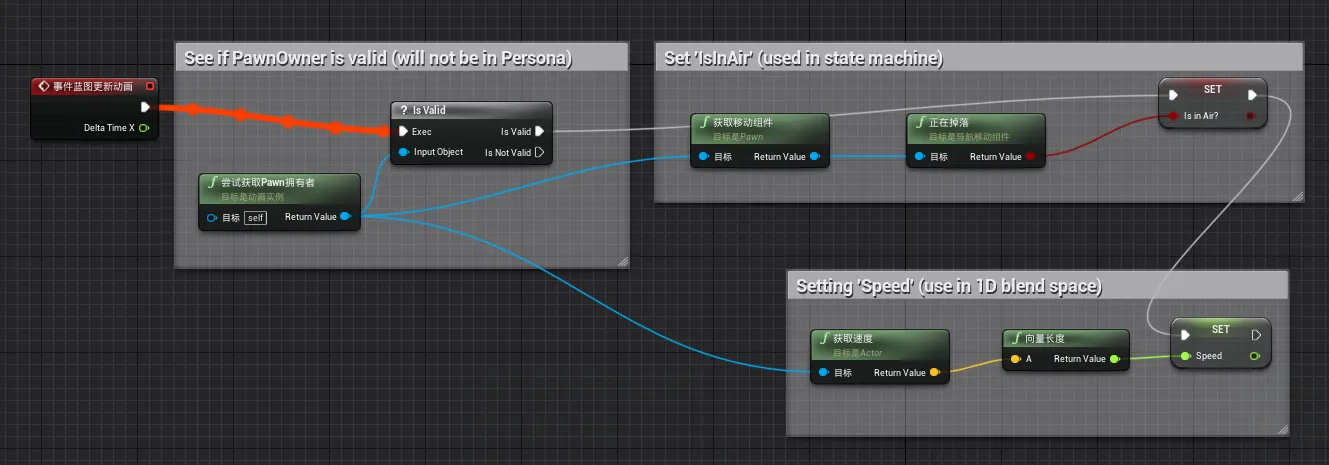 See if PawnOwner is valid (will not be in Persona)
Set 'IsInAir' (used in state machine)
事件蓝图更新动画
Delta Time X
? Is Valid
Exec
Is Valid
Input Object
Is Not Valid
f 尝试获取Pawn拥有者
目标是动画实例
目标 self
Return Value
f 获取移动组件
目标是Pawn
目标
Return Value
f 正在掉落
目标是导航移动组件
目标
Return Value
SET
Is in Air?
Setting 'Speed' (use in 1D blend space)
f 获取速度
目标是Actor
目标
Return Value
f 向量长度
A
Return Value
SET
Speed